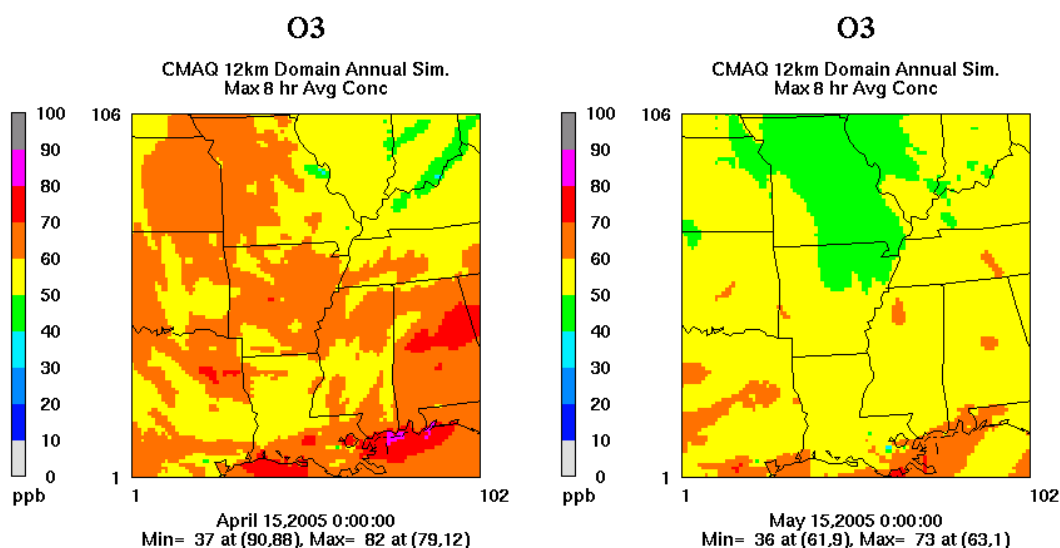 O3
CMAQ 12km Domain Annual Sim.
Max 8 hr Avg Conc
100
90
80
70
60
50
40
30
20
10
0
ppb
106
1
1
102
April 15,2005 0:00:00
Min= 37 at (90,88), Max= 82 at (79,12)
O3
CMAQ 12km Domain Annual Sim.
Max 8 hr Avg Conc
100
90
80
70
60
50
40
30
20
10
0
ppb
106
1
1
102
May 15,2005 0:00:00
Min= 36 at (61,9), Max= 73 at (63,1)